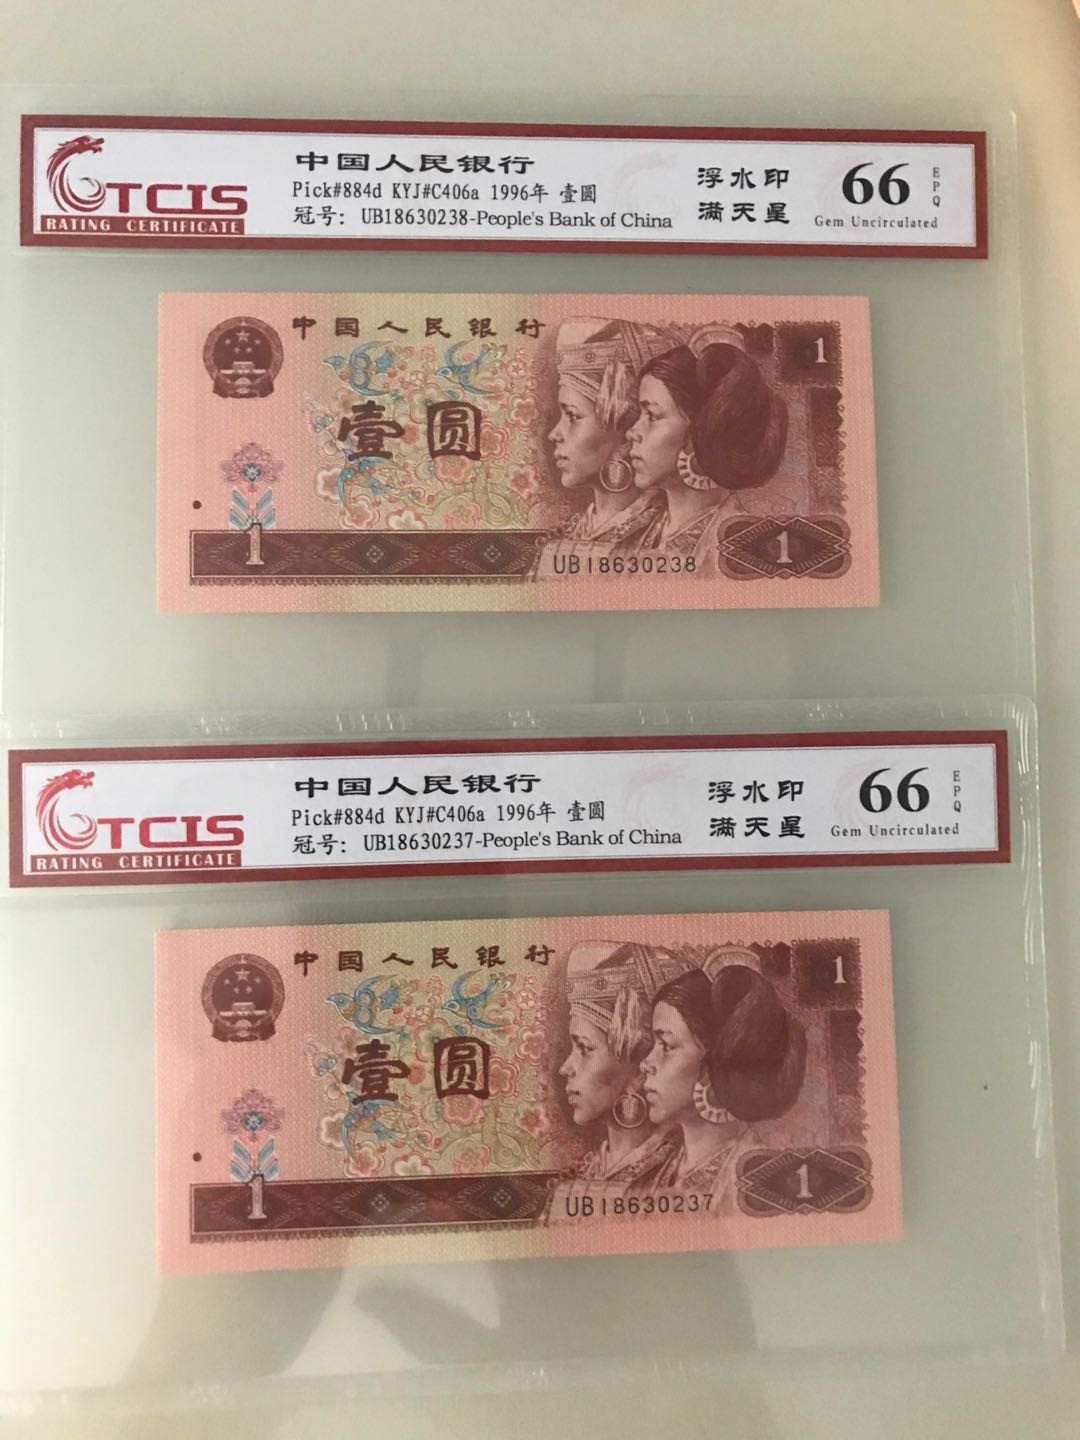 TCIS
RATING CERTIFICATE
中国人民银行
Pick#884d KYJ#C406a 1996年 壹圆
冠号： UB18630238-People's Bank of China
浮水印
满天星
66
EPQ
Gem Uncirculated
中国人民银行
1
壹圆
1
UB18630238
1
TCIS
RATING CERTIFICATE
中国人民银行
Pick#884d KYJ#C406a 1996年 壹圆
冠号： UB18630237-People's Bank of China
浮水印
满天星
66
EPQ
Gem Uncirculated
中国人民银行
1
壹圆
1
UB18630237
1